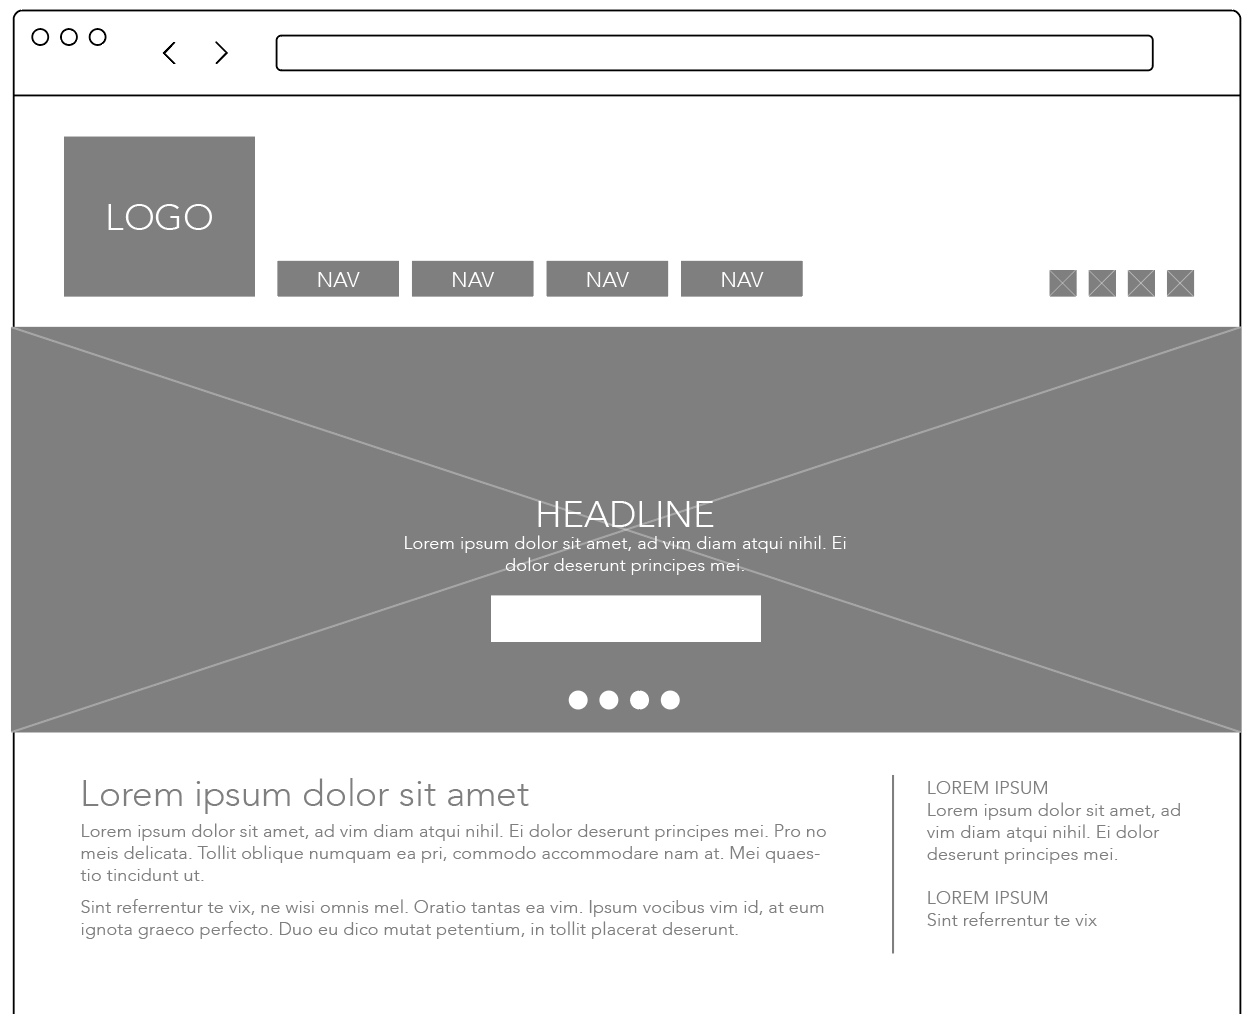 LOGO
NAV NAV NAV NAV
HEADLINE
Lorem ipsum dolor sit amet, ad vim diam atqui nihil. Ei
dolor deserunt principes mei.
Lorem ipsum dolor sit amet
Lorem ipsum dolor sit amet, ad vim diam atqui nihil. Ei dolor deserunt principes mei. Pro no
meis delicata. Tollit oblique numquam ea pri, commodo accommodare nam at. Mei quaes-
tio tincidunt ut.
Sint referrentur te vix, ne wisi omnis mel. Oratio tantas ea vim. Ipsum vocibus vim id, at eum
ignota graeco perfecto. Duo eu dico mutat petentium, in tollit placerat deserunt.
LOREM IPSUM
Lorem ipsum dolor sit amet, ad
vim diam atqui nihil. Ei dolor
deserunt principes mei.
LOREM IPSUM
Sint referrentur te vix